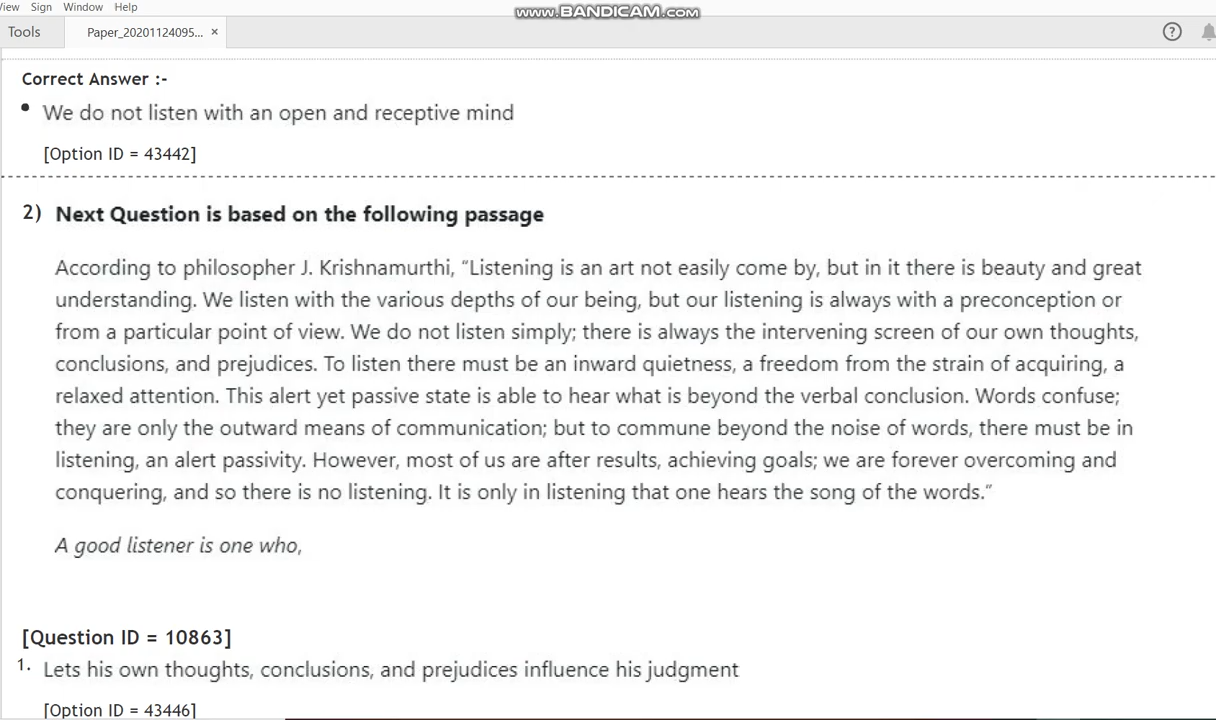 View Sign Window Help
www.BANDICAM.com
Tools Paper_20201124095... ×
?
Correct Answer :-
• We do not listen with an open and receptive mind
[Option ID = 43442]
2) Next Question is based on the following passage
According to philosopher J. Krishnamurthi, “Listening is an art not easily come by, but in it there is beauty and great
understanding. We listen with the various depths of our being, but our listening is always with a preconception or
from a particular point of view. We do not listen simply; there is always the intervening screen of our own thoughts,
conclusions, and prejudices. To listen there must be an inward quietness, a freedom from the strain of acquiring, a
relaxed attention. This alert yet passive state is able to hear what is beyond the verbal conclusion. Words confuse;
they are only the outward means of communication; but to commune beyond the noise of words, there must be in
listening, an alert passivity. However, most of us are after results, achieving goals; we are forever overcoming and
conquering, and so there is no listening. It is only in listening that one hears the song of the words.”
A good listener is one who,
[Question ID = 10863]
1. Lets his own thoughts, conclusions, and prejudices influence his judgment
[Option ID = 43446]